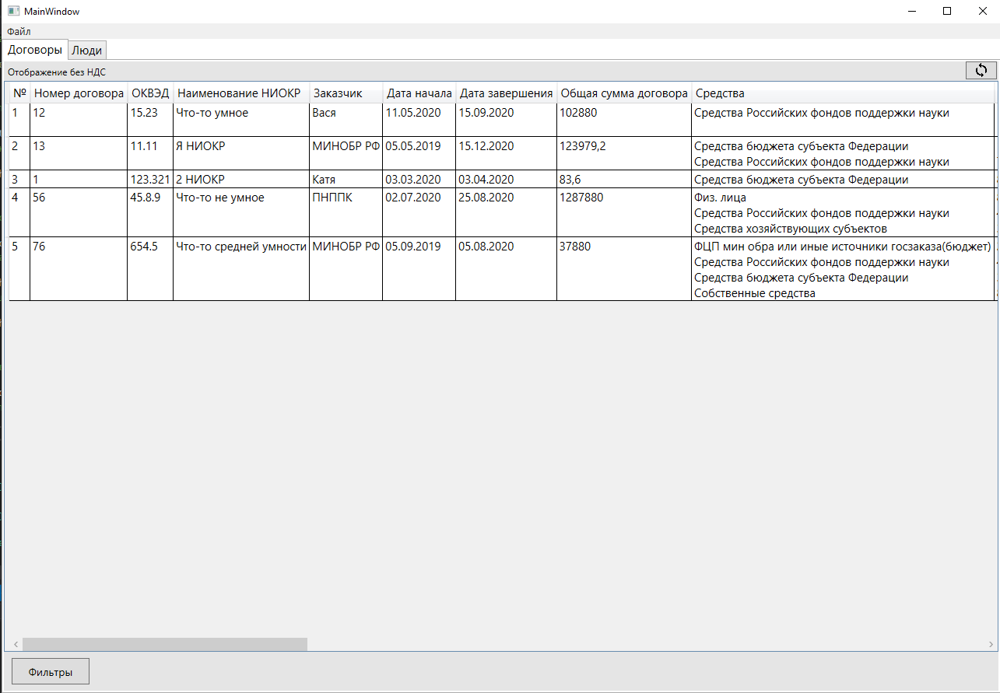 MainWindow
Файл
Договоры Люди
Отображение без НДС
№ Номер договора ОКВЭД Наименование НИОКР Заказчик Дата начала Дата завершения Общая сумма договора Средства
1 12 15.23 Что-то умное Вася 11.05.2020 15.09.2020 102880 Средства Российских фондов поддержки науки
2 13 11.11 Я НИОКР МИНОБР РФ 05.05.2019 15.12.2020 123979,2 Средства бюджета субъекта Федерации
Средства Российских фондов поддержки науки
3 1 123.321 2 НИОКР Катя 03.03.2020 03.04.2020 83,6 Средства бюджета субъекта Федерации
4 56 45.8.9 Что-то не умное ПНППК 02.07.2020 25.08.2020 1287880 Физ. лица
Средства Российских фондов поддержки науки
Средства хозяйствующих субъектов
5 76 654.5 Что-то средней умности МИНОБР РФ 05.09.2019 05.08.2020 37880 ФЦП мин обра или иные источники госзаказа(бюджет)
Средства Российских фондов поддержки науки
Средства бюджета субъекта Федерации
Собственные средства
Фильтры